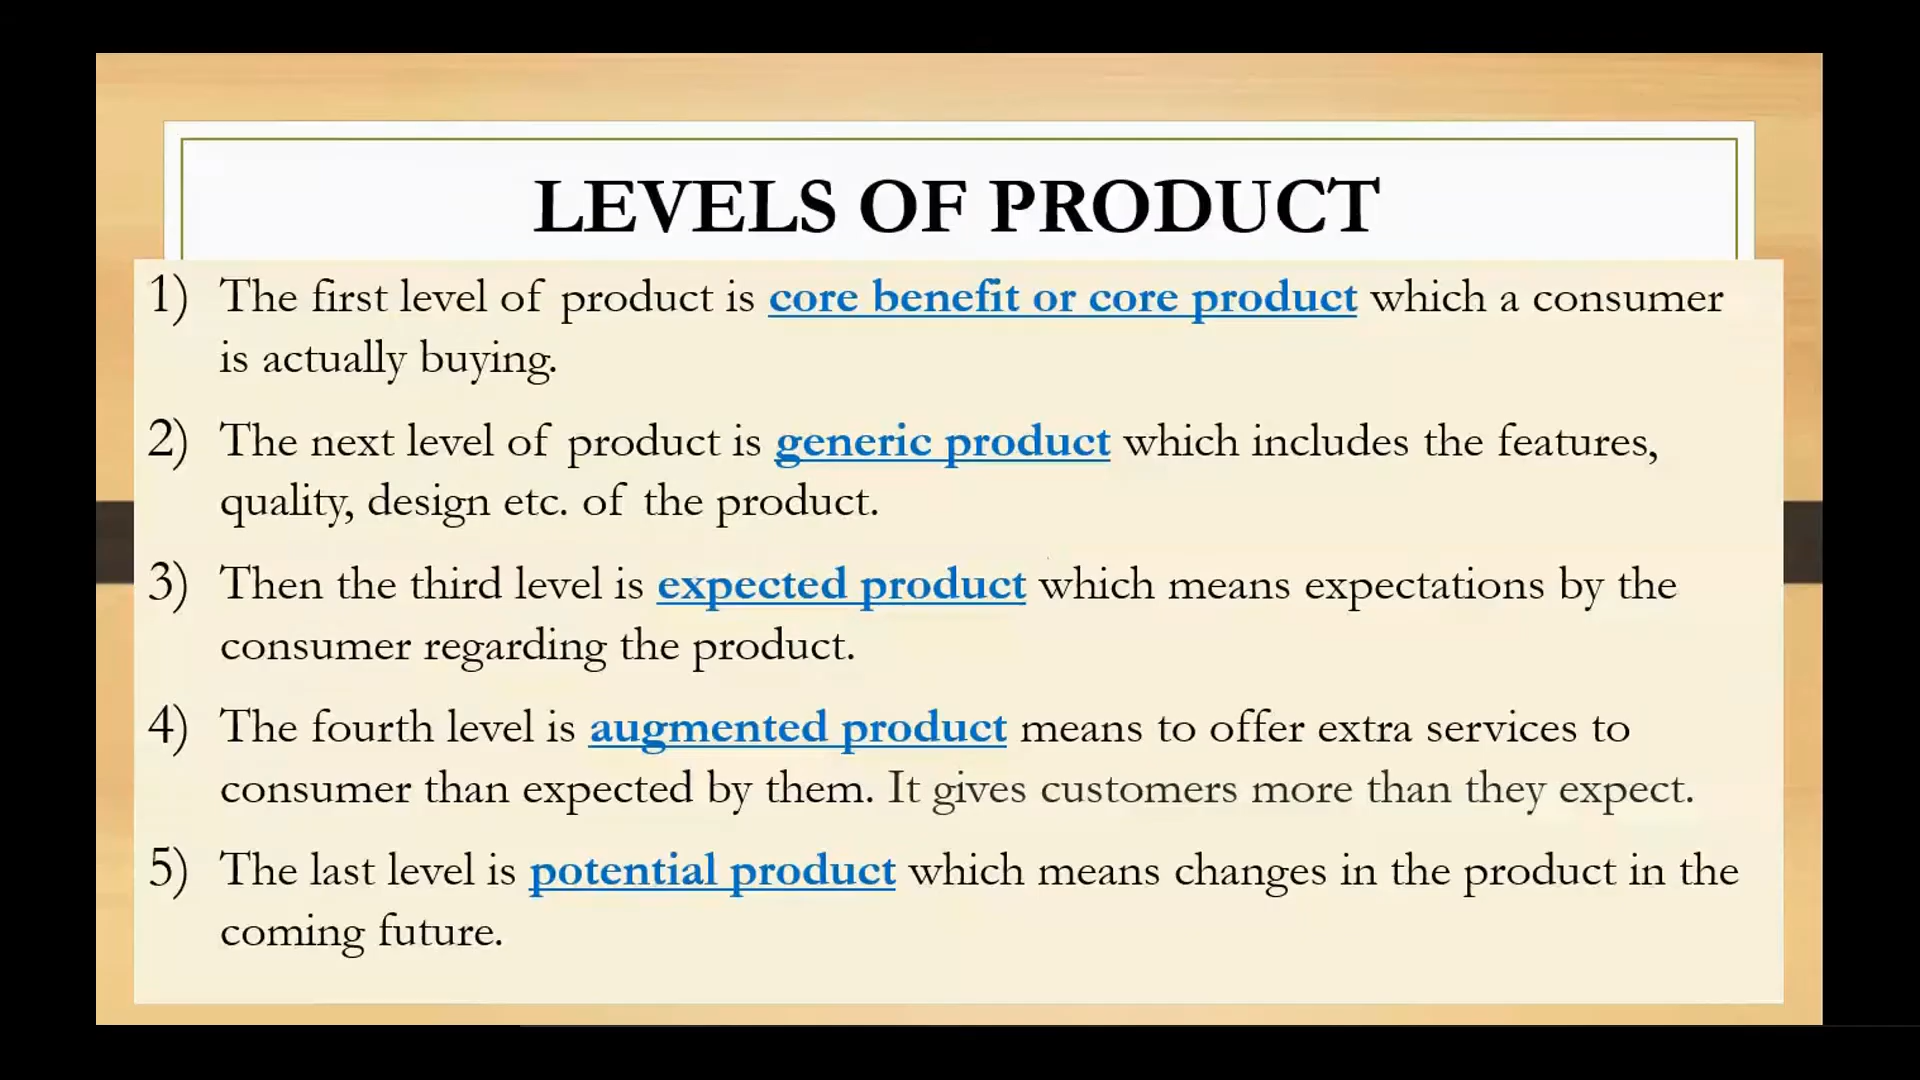 LEVELS OF PRODUCT
1) The first level of product is core benefit or core product which a consumer
is actually buying.
2) The next level of product is generic product which includes the features,
quality, design etc. of the product.
3) Then the third level is expected product which means expectations by the
consumer regarding the product.
4) The fourth level is augmented product means to offer extra services to
consumer than expected by them. It gives customers more than they expect.
5) The last level is potential product which means changes in the product in the
coming future.